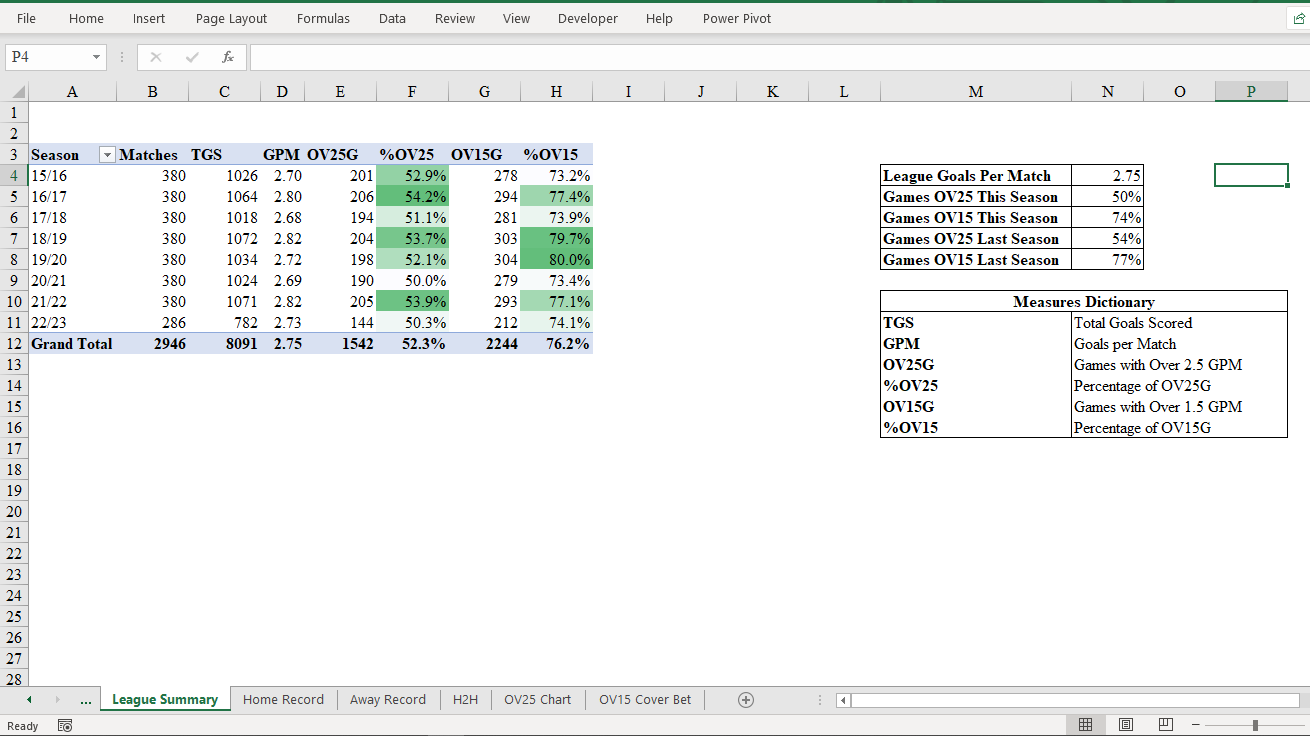 File Home Insert Page Layout Formulas Data Review View Developer Help Power Pivot
P4 fx
A B C D E F G H I J K L M N O P
1
2
3 Season Matches TGS GPM OV25G %OV25 OV15G %OV15
4 15/16 380 1026 2.70 201 52.9% 278 73.2% League Goals Per Match 2.75
5 16/17 380 1064 2.80 206 54.2% 294 77.4% Games OV25 This Season 50%
6 17/18 380 1018 2.68 194 51.1% 281 73.9% Games OV15 This Season 74%
7 18/19 380 1072 2.82 204 53.7% 303 79.7% Games OV25 Last Season 54%
8 19/20 380 1034 2.72 198 52.1% 304 80.0% Games OV15 Last Season 77%
9 20/21 380 1024 2.69 190 50.0% 279 73.4%
10 21/22 380 1071 2.82 205 53.9% 293 77.1% Measures Dictionary
11 22/23 286 782 2.73 144 50.3% 212 74.1% TGS Total Goals Scored
12 Grand Total 2946 8091 2.75 1542 52.3% 2244 76.2% GPM Goals per Match
13 OV25G Games with Over 2.5 GPM
14 %OV25 Percentage of OV25G
15 OV15G Games with Over 1.5 GPM
16 %OV15 Percentage of OV15G
17
18
19
20
21
22
23
24
25
26
27
28
... League Summary Home Record Away Record H2H OV25 Chart OV15 Cover Bet
Ready